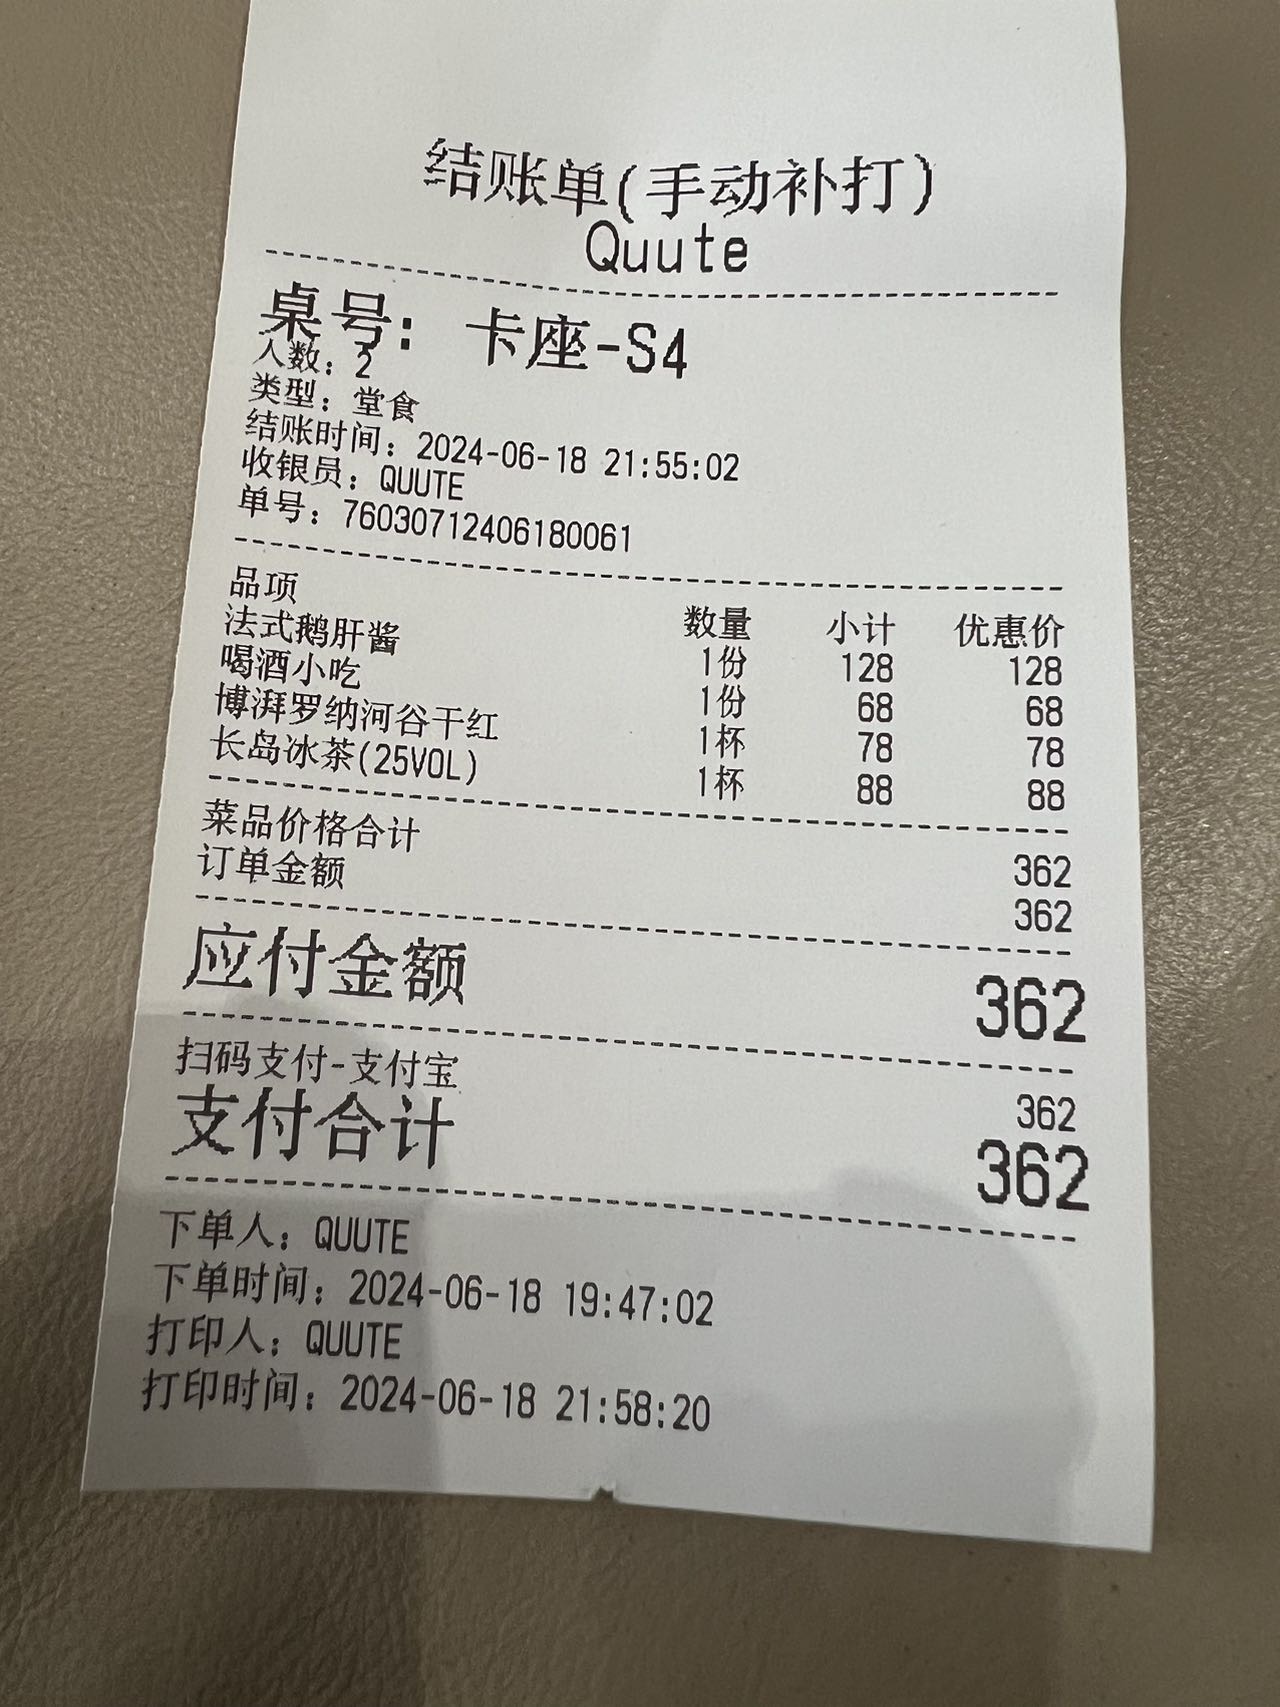 结账单(手动补打)
Quute
桌号: 卡座-S4
人数: 2
类型: 堂食
结账时间: 2024-06-18 21:55:02
收银员: QUUTE
单号: 76030712406180061
品项 数量 小计 优惠价
法式鹅肝酱 1份 128 128
喝酒小吃 1份 68 68
博湃罗纳河谷干红 1杯 78 78
长岛冰茶(25VOL) 1杯 88 88
菜品价格合计 362
订单金额 362
应付金额 362
扫码支付-支付宝 362
支付合计 362
下单人: QUUTE
下单时间: 2024-06-18 19:47:02
打印人: QUUTE
打印时间: 2024-06-18 21:58:20